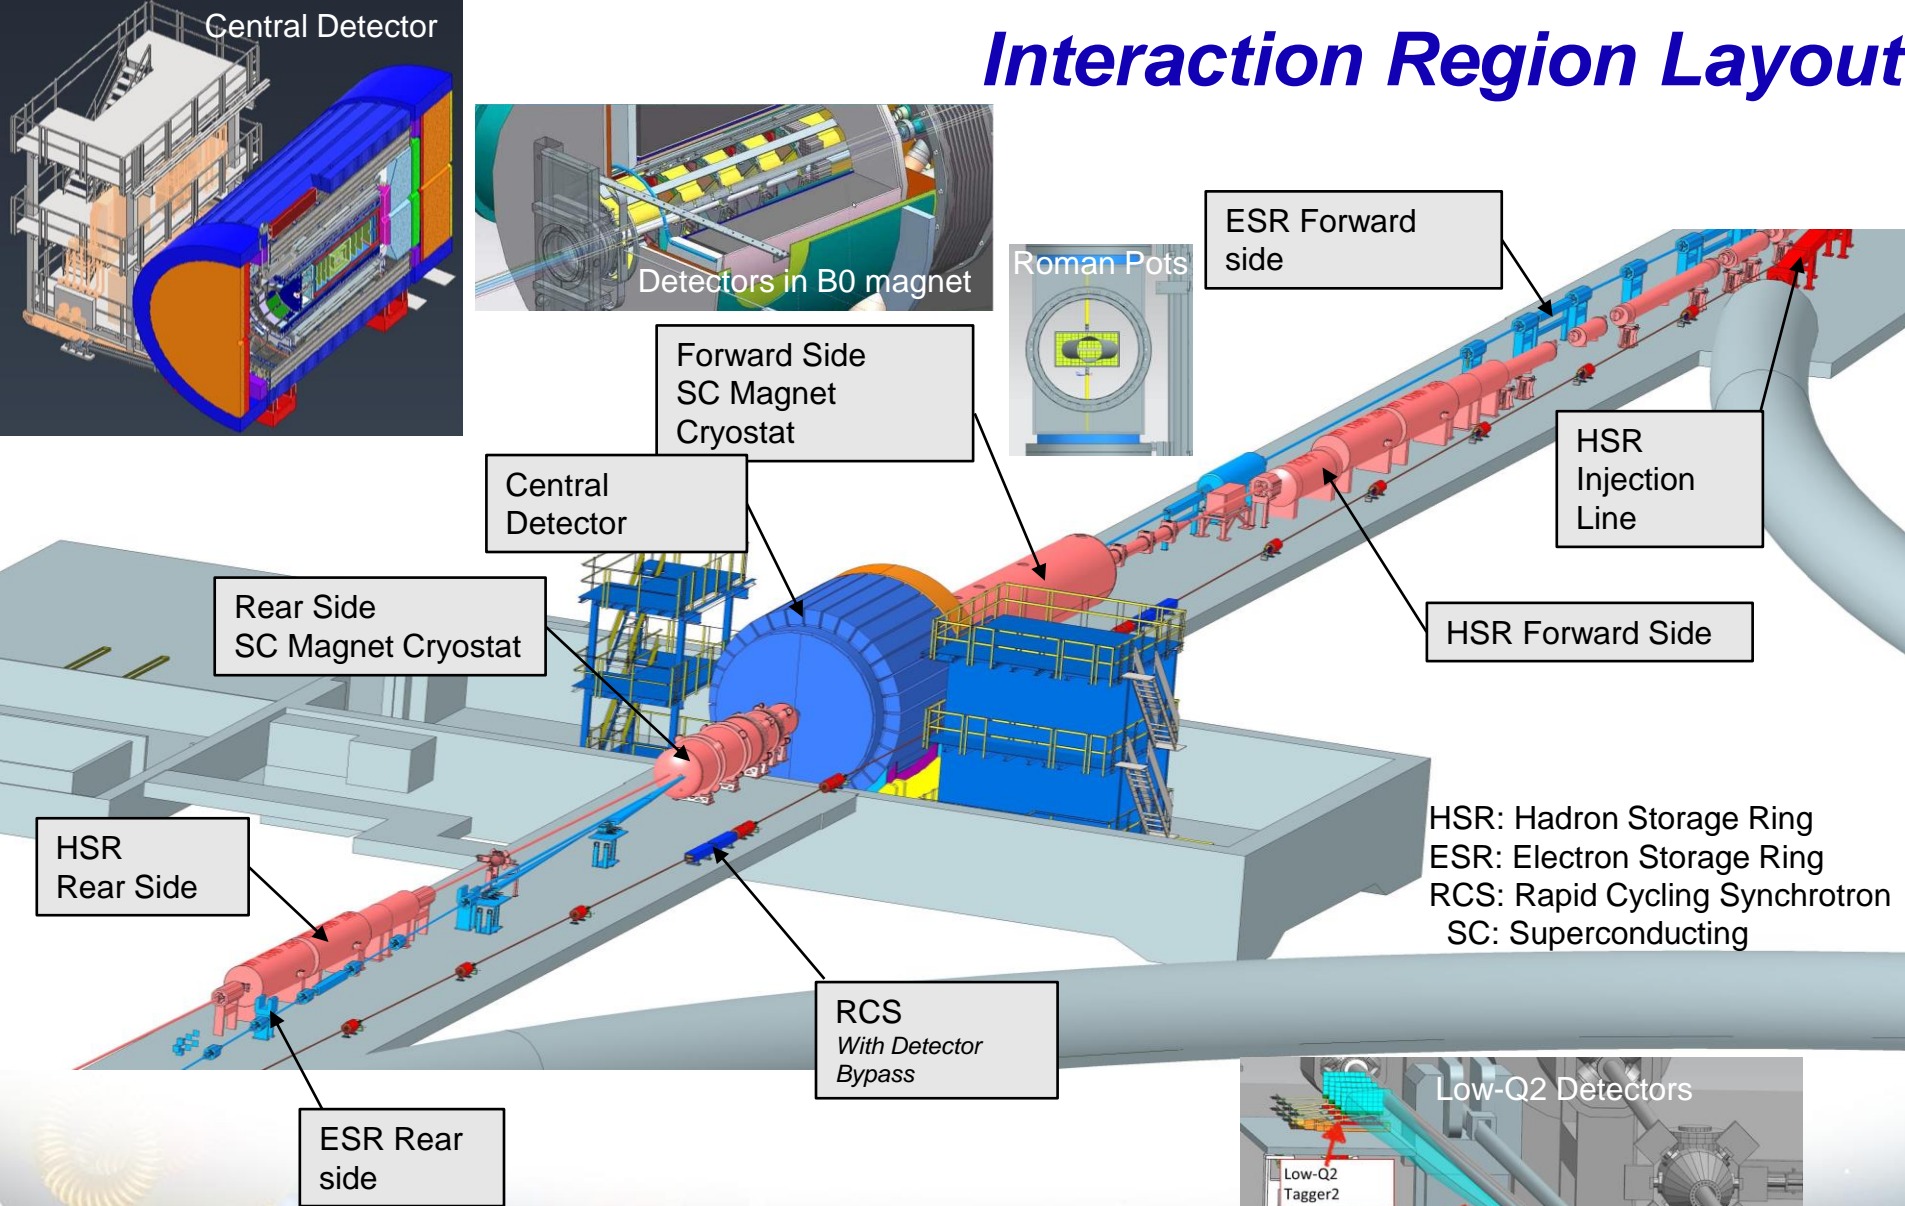 Central Detector
Interaction Region Layout
Detectors in B0 magnet
Roman Pots
ESR Forward
side
Forward Side
SC Magnet
Cryostat
HSR
Injection
Line
Central
Detector
Rear Side
SC Magnet Cryostat
HSR Forward Side
HSR
Rear Side
HSR: Hadron Storage Ring
ESR: Electron Storage Ring
RCS: Rapid Cycling Synchrotron
SC: Superconducting
RCS
With Detector
Bypass
ESR Rear
side
Low-Q2 Detectors
Low-Q2
Tagger2